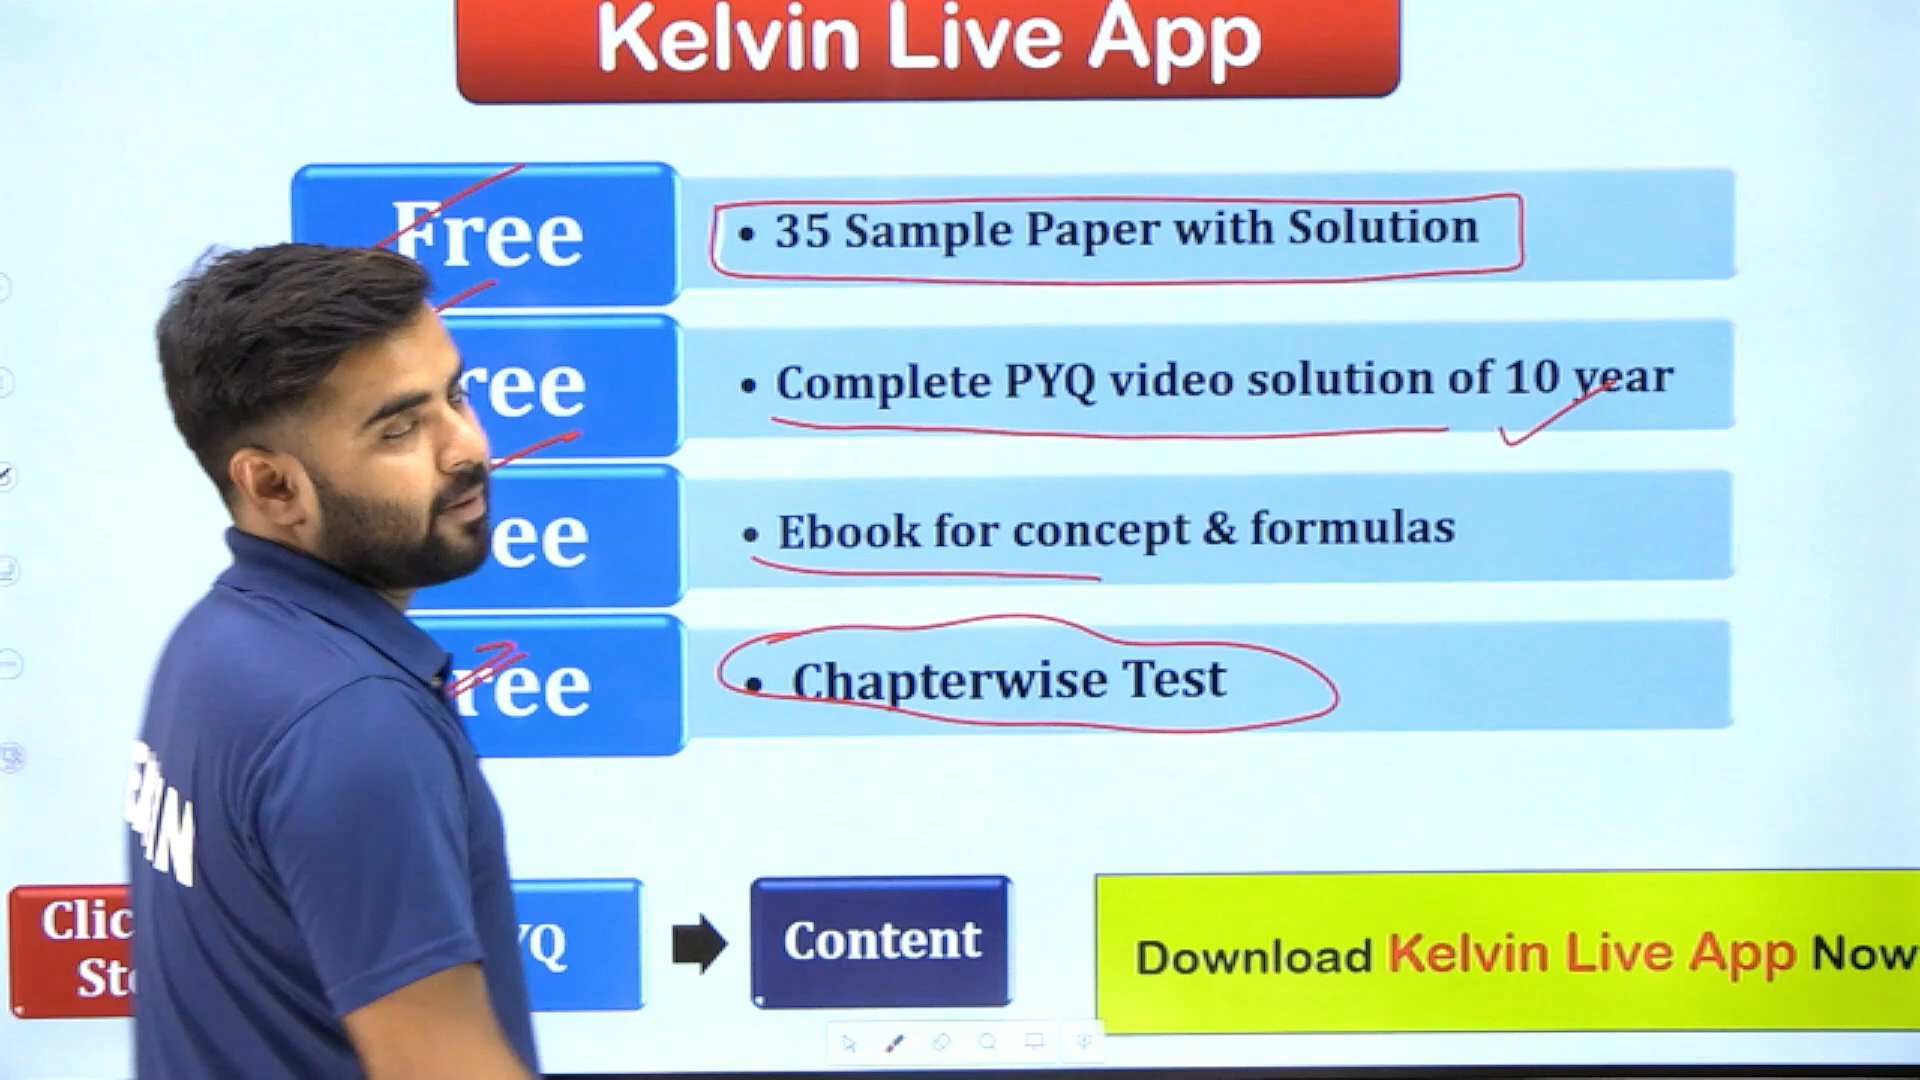 Kelvin Live App
Free
• 35 Sample Paper with Solution
• Complete PYQ video solution of 10 year
• Ebook for concept & formulas
• Chapterwise Test
Content
Download Kelvin Live App Now